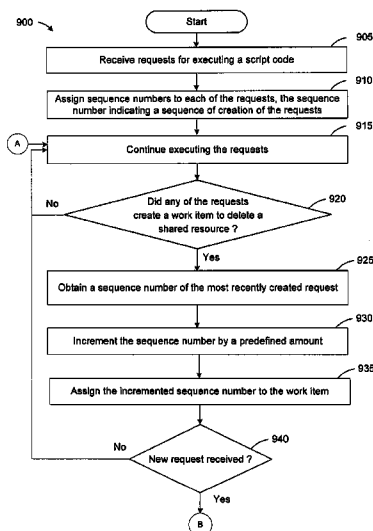 900
Start
905
Receive requests for executing a script code
910
Assign sequence numbers to each of the requests, the sequence
number indicating a sequence of creation of the requests
915
A
Continue executing the requests
No
920
Did any of the requests
create a work item to delete a
shared resource ?
Yes
925
Obtain a sequence number of the most recently created request
930
Increment the sequence number by a predefined amount
935
Assign the incremented sequence number to the work item
No
940
New request received ?
Yes
B